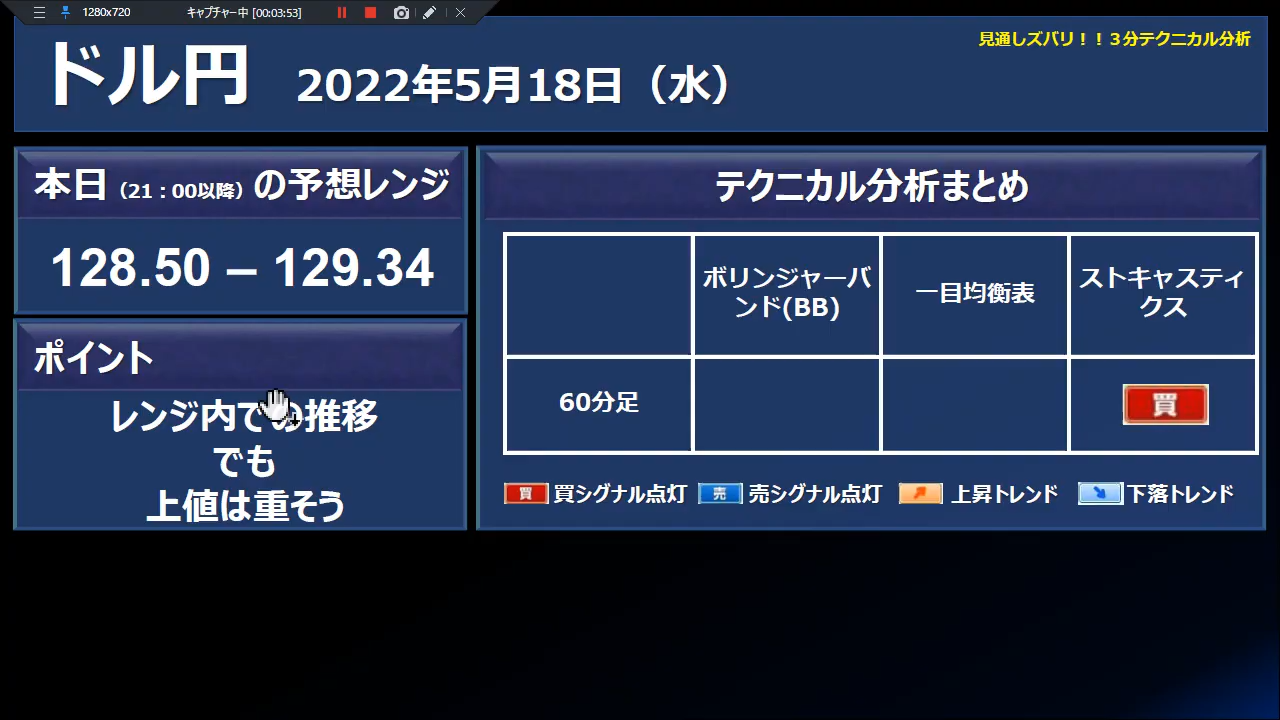 1280x720
キャプチャー中 [00:03:53]
見通しズバリ！！３分テクニカル分析
ドル円 2022年5月18日（水）
本日（21：00以降）の予想レンジ
128.50 – 129.34
ポイント
レンジ内での推移
でも
上値は重そう
テクニカル分析まとめ
ボリンジャーバ
ンド(BB)
一目均衡表
ストキャスティ
クス
60分足
買
買 買シグナル点灯 売 売シグナル点灯 上昇トレンド 下落トレンド